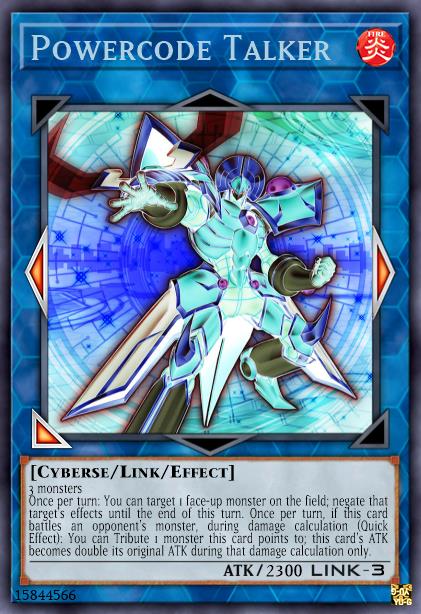 POWERCODE TALKER
FIRE
炎
[CYBERSE/LINK/EFFECT]
3 monsters
Once per turn: You can target 1 face-up monster on the field; negate that
target's effects until the end of this turn. Once per turn, if this card
battles an opponent's monster, during damage calculation (Quick
Effect): You can Tribute 1 monster this card points to; this card's ATK
becomes double its original ATK during that damage calculation only.
ATK/2300 LINK-3
15844566